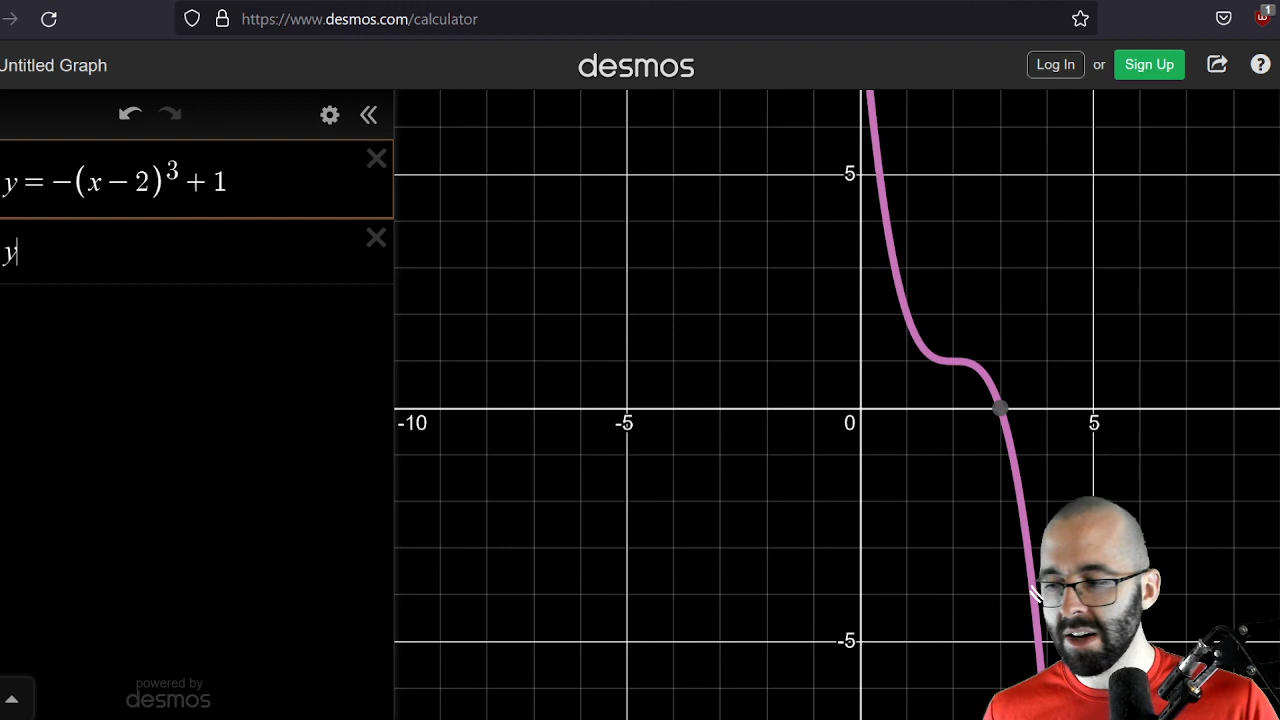 https://www.desmos.com/calculator
1
Untitled Graph
desmos
Log In or Sign Up
?
y = −(x − 2)³ + 1
y
5
-10 -5 0 5
-5
powered by
desmos